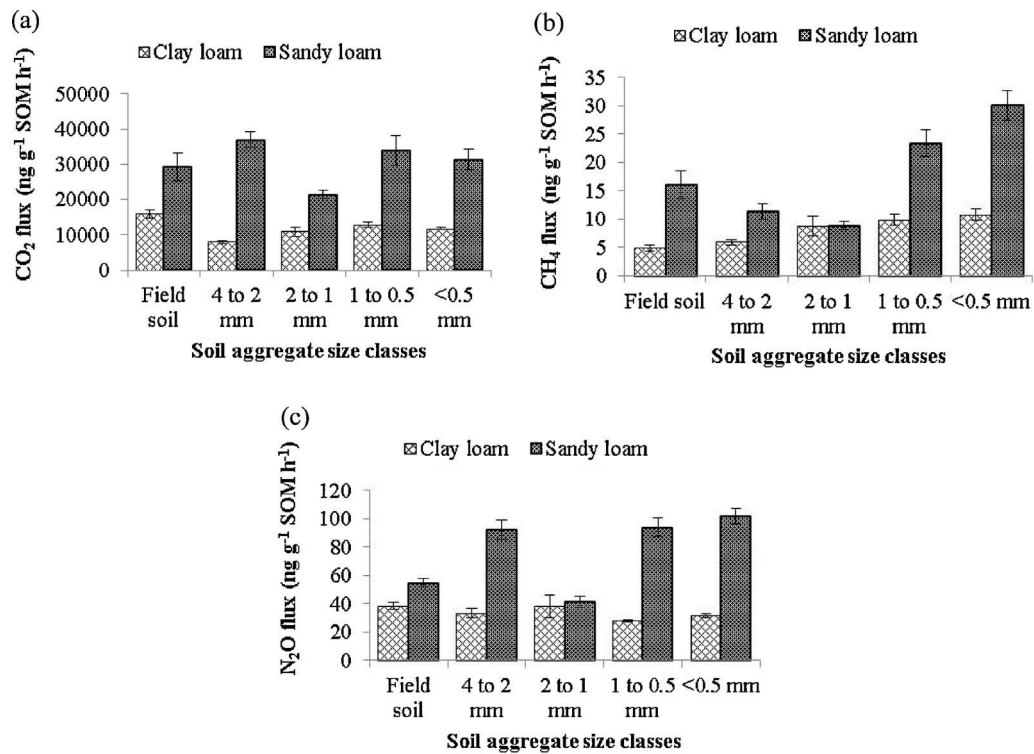 (a)
Clay loam Sandy loam
CO₂ flux (ng g⁻¹ SOM h⁻¹)
50000
40000
30000
20000
10000
0
Field soil
4 to 2 mm
2 to 1 mm
1 to 0.5 mm
<0.5 mm
Soil aggregate size classes
(b)
Clay loam Sandy loam
CH₄ flux (ng g⁻¹ SOM h⁻¹)
35
30
25
20
15
10
5
0
Field soil
4 to 2 mm
2 to 1 mm
1 to 0.5 mm
<0.5 mm
Soil aggregate size classes
(c)
Clay loam Sandy loam
N₂O flux (ng g⁻¹ SOM h⁻¹)
120
100
80
60
40
20
0
Field soil
4 to 2 mm
2 to 1 mm
1 to 0.5 mm
<0.5 mm
Soil aggregate size classes